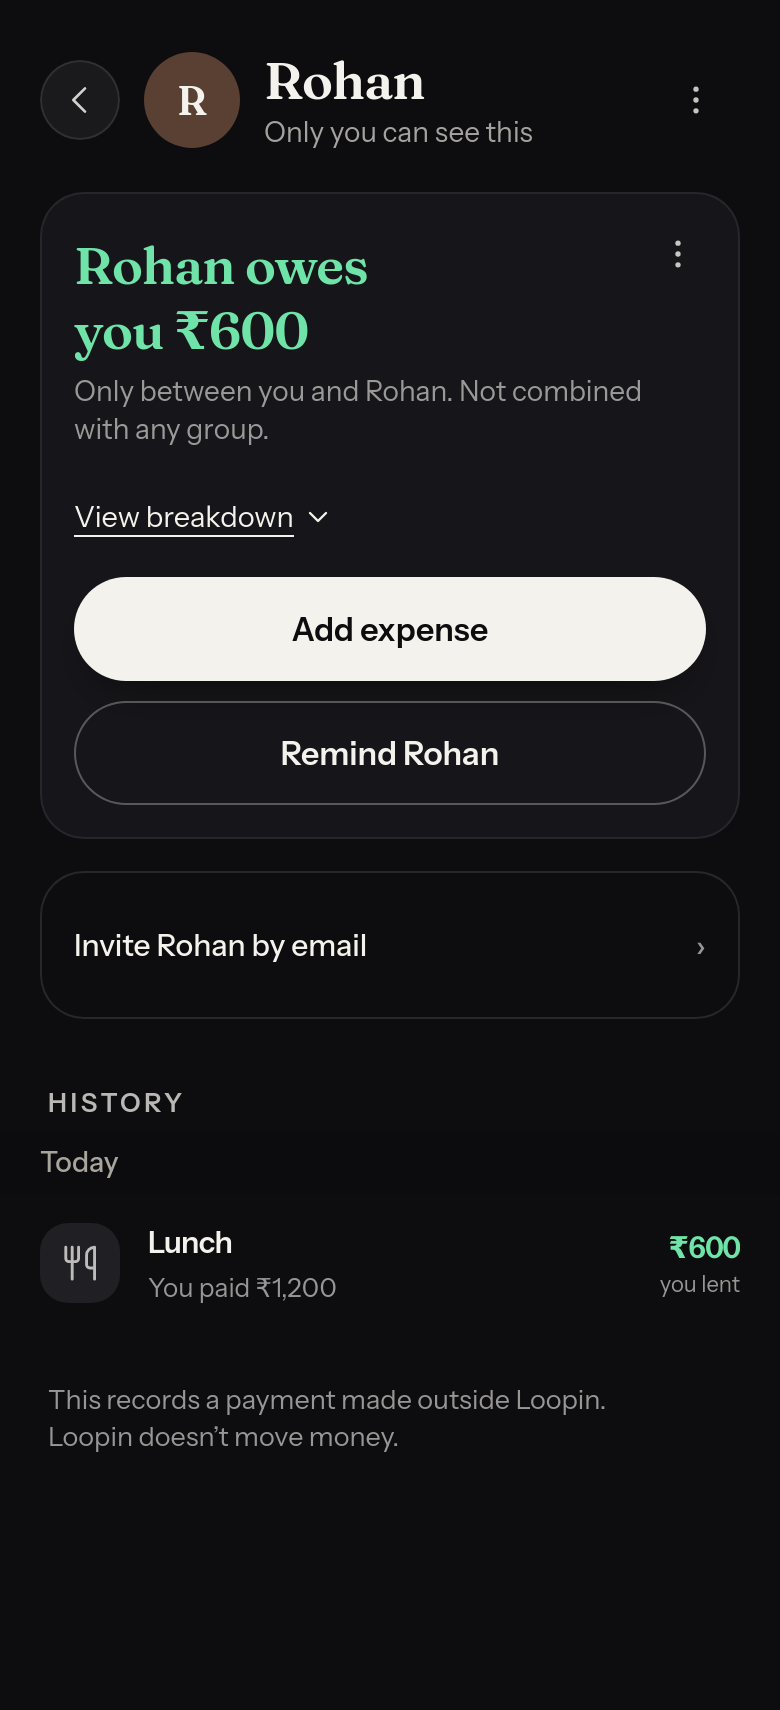 R
Rohan
Only you can see this
Rohan owes
you ₹600
Only between you and Rohan. Not combined
with any group.
View breakdown
Add expense
Remind Rohan
Invite Rohan by email
HISTORY
Today
Lunch
You paid ₹1,200
₹600
you lent
This records a payment made outside Loopin.
Loopin doesn’t move money.